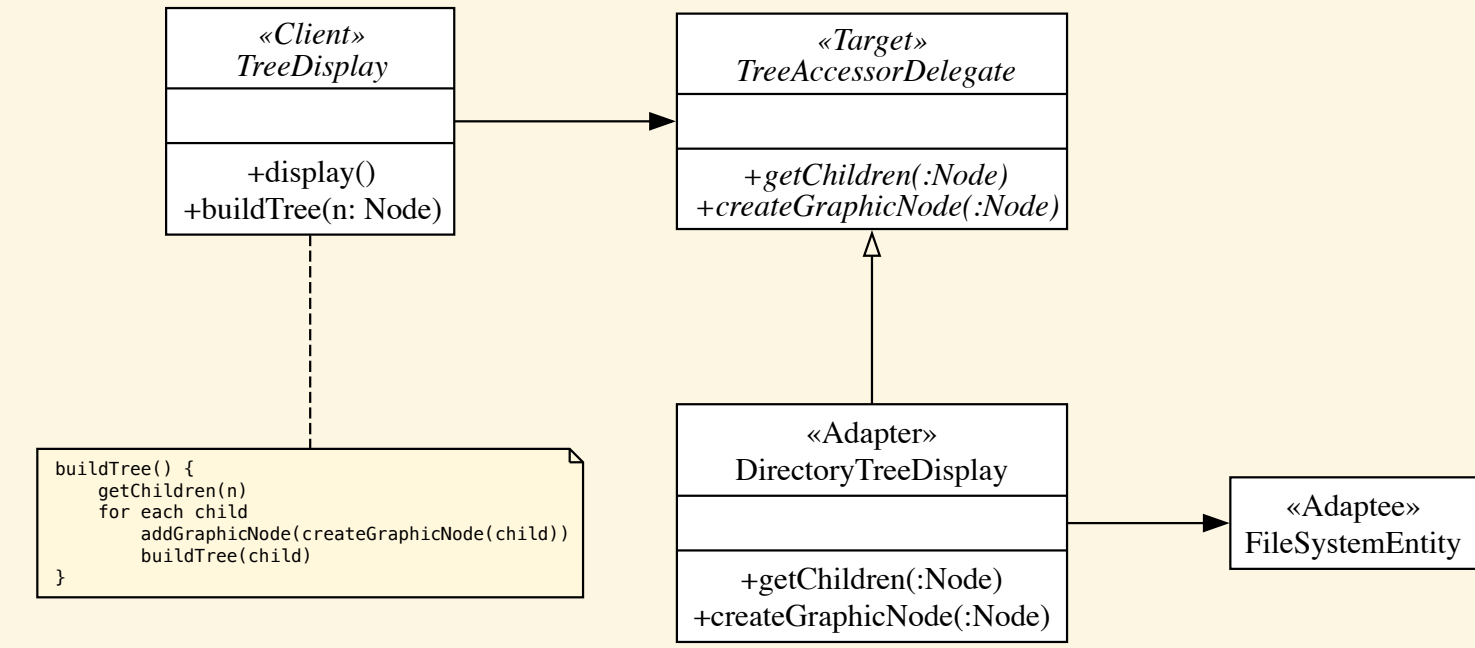 «Client»
TreeDisplay
+display()
+buildTree(n: Node)
«Target»
TreeAccessorDelegate
+getChildren(:Node)
+createGraphicNode(:Node)
buildTree() {
    getChildren(n)
    for each child
        addGraphicNode(createGraphicNode(child))
        buildTree(child)
}
«Adapter»
DirectoryTreeDisplay
+getChildren(:Node)
+createGraphicNode(:Node)
«Adaptee»
FileSystemEntity